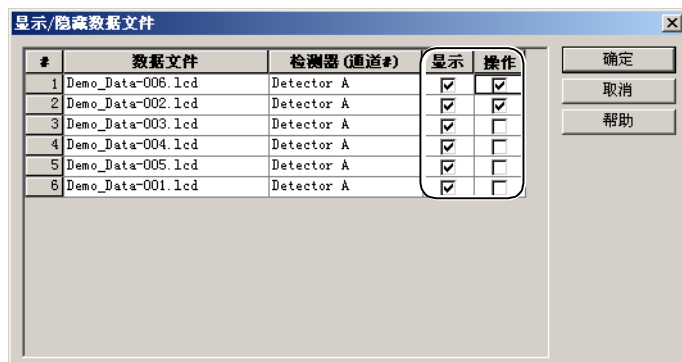 显示/隐藏数据文件
# 数据文件 检测器(通道#) 显示 操作
1 Demo_Data-006.lcd Detector A
2 Demo_Data-002.lcd Detector A
3 Demo_Data-003.lcd Detector A
4 Demo_Data-004.lcd Detector A
5 Demo_Data-005.lcd Detector A
6 Demo_Data-001.lcd Detector A
确定
取消
帮助